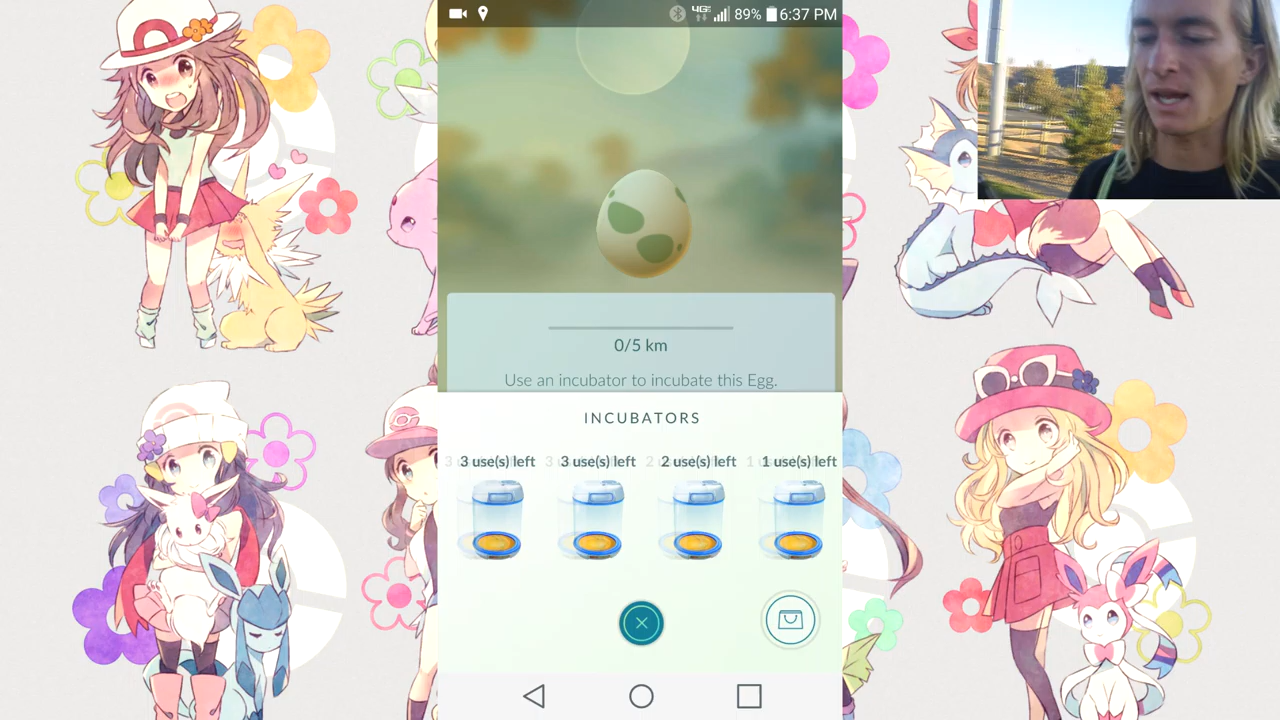 4GE 89% 6:37 PM
0/5 km
Use an incubator to incubate this Egg.
INCUBATORS
3 use(s) left 3 use(s) left 2 use(s) left 1 use(s) left